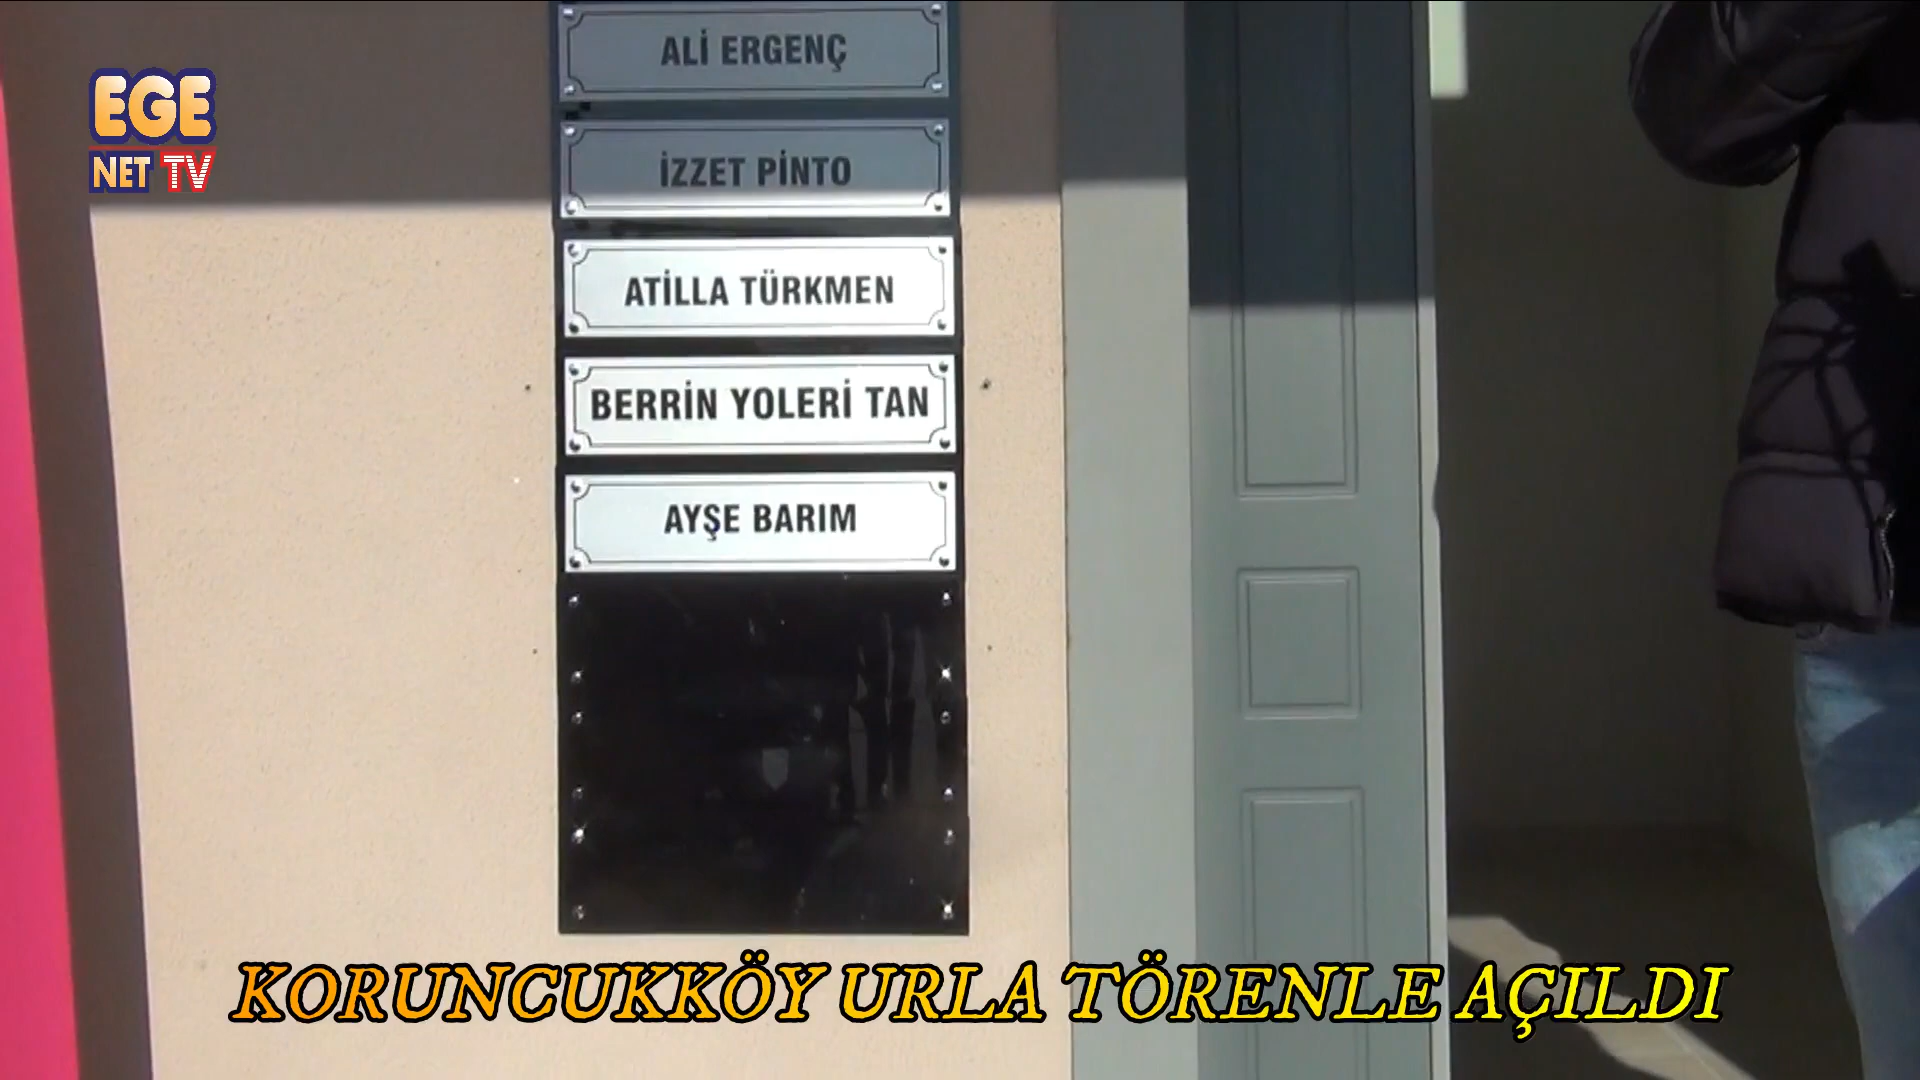 EGE
NET TV
ALİ ERGENÇ
İZZET PİNTO
ATİLLA TÜRKMEN
BERRİN YOLERİ TAN
AYŞE BARIM
KORUNCUKKÖY URLA TÖRENLE AÇILDI